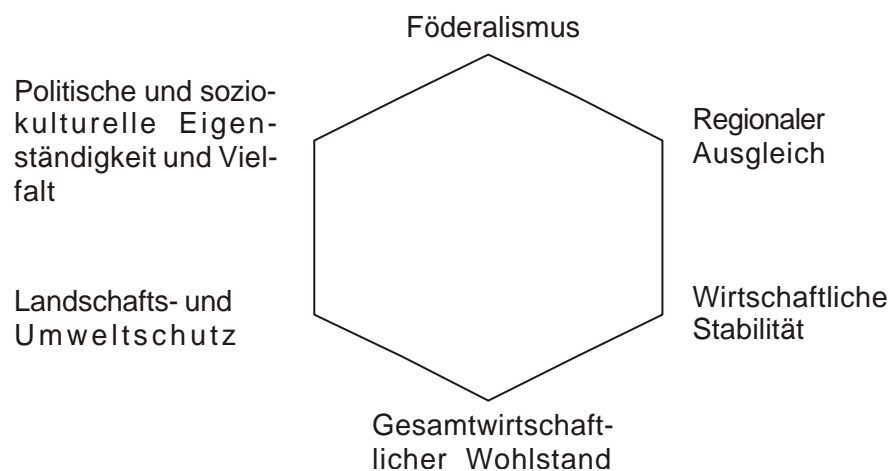 Föderalismus
Politische und sozio-
kulturelle Eigen-
ständigkeit und Viel-
falt
Regionaler
Ausgleich
Landschafts- und
Umweltschutz
Wirtschaftliche
Stabilität
Gesamtwirtschaft-
licher Wohlstand